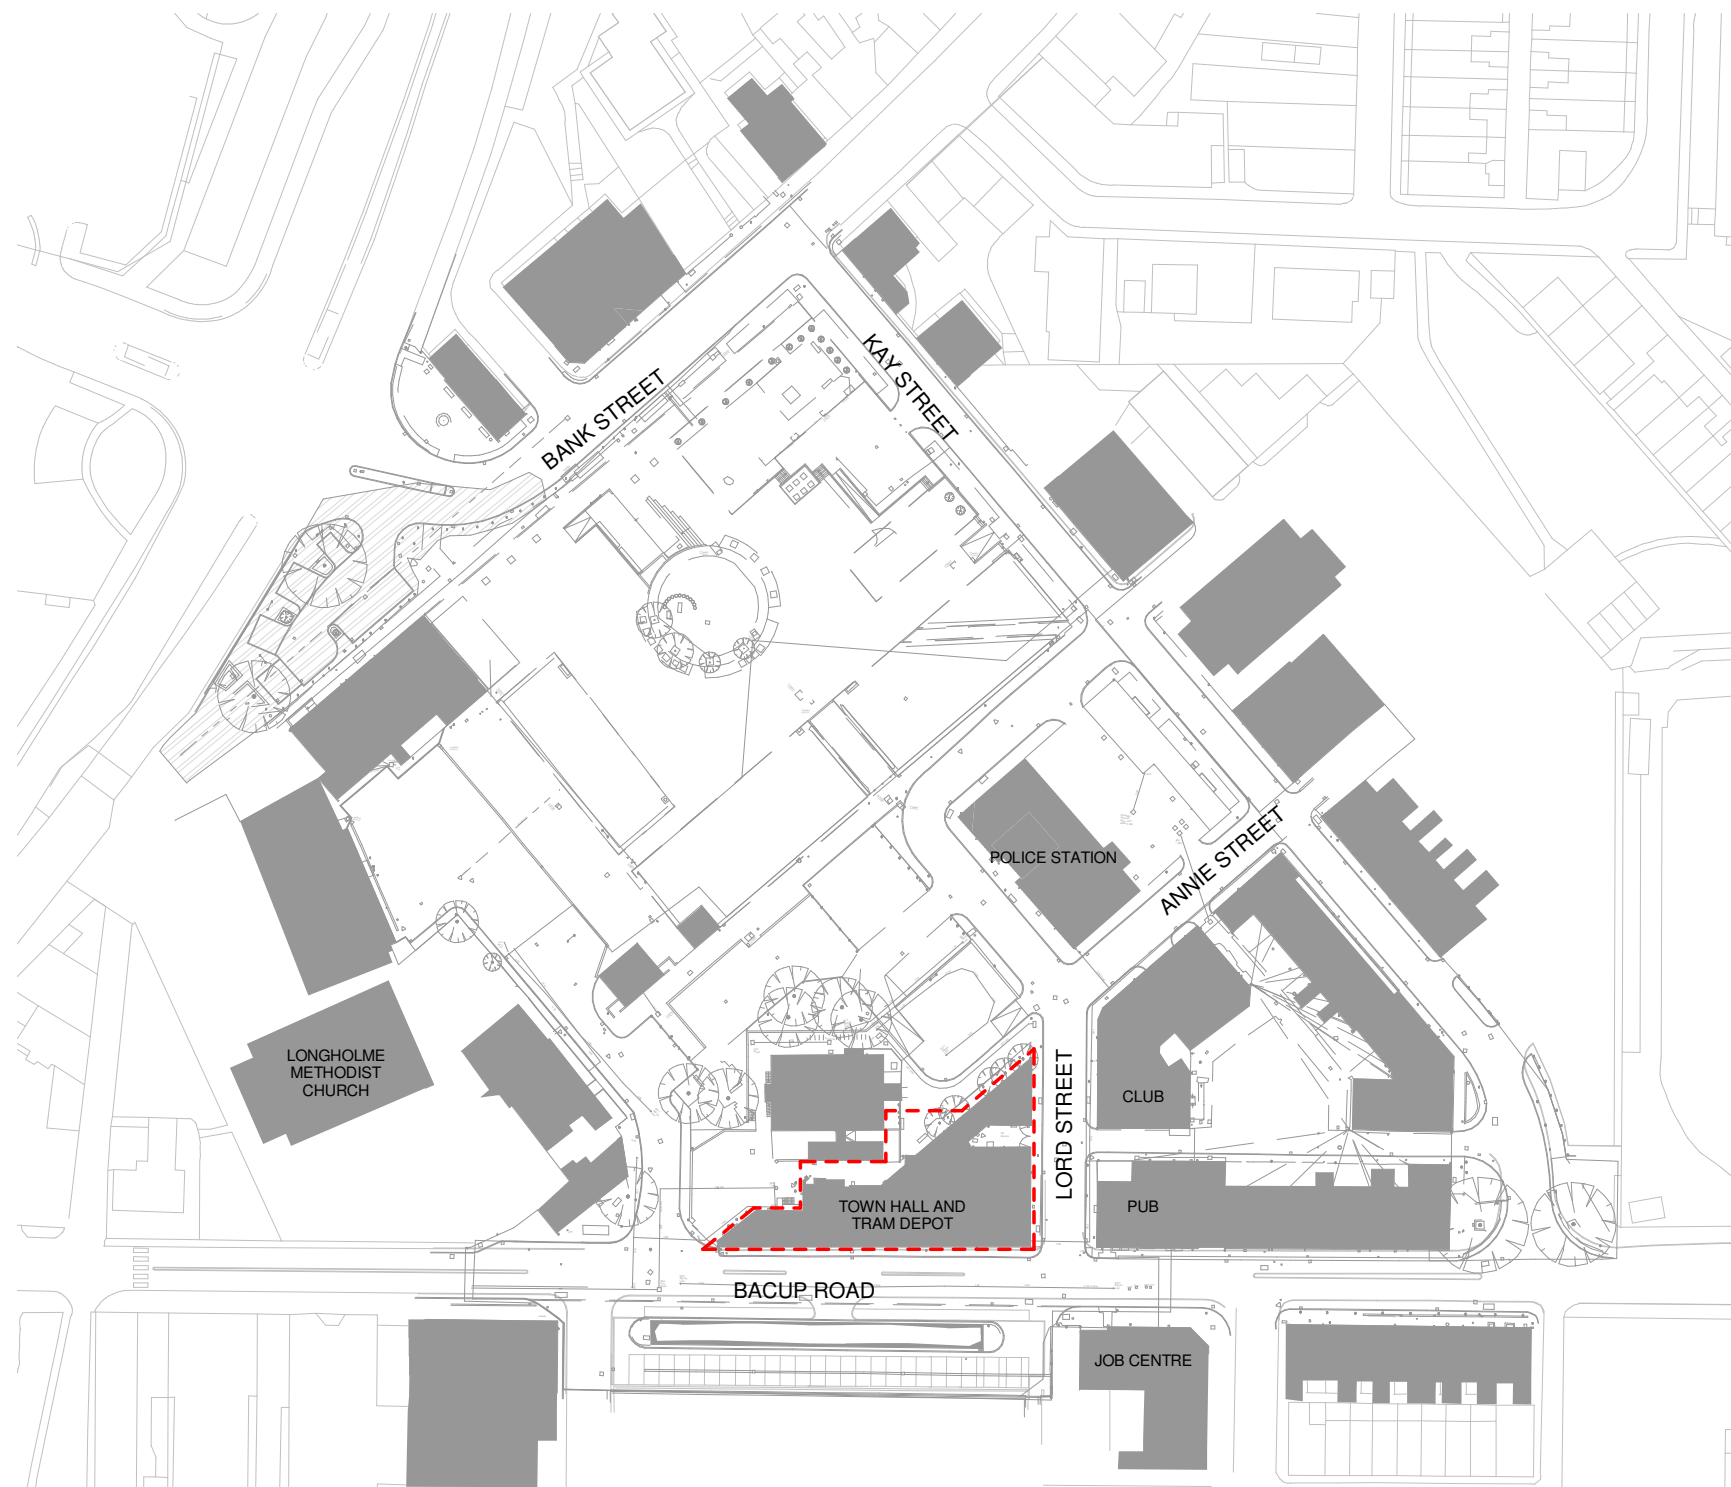 KAY STREET
BANK STREET
POLICE STATION
ANNIE STREET
LONGHOLME
METHODIST
CHURCH
LORD STREET
CLUB
TOWN HALL AND
TRAM DEPOT
PUB
BACUP ROAD
JOB CENTRE